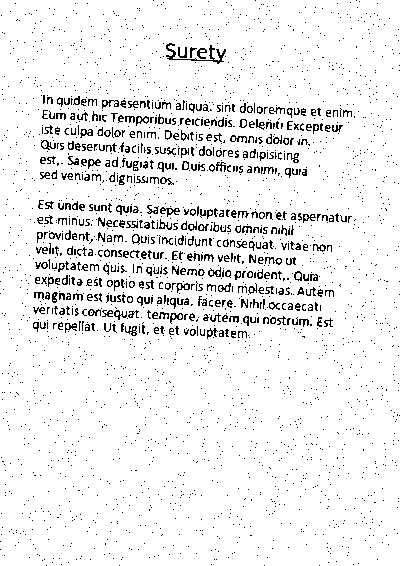 Surety
In quidem praesentium aliqua. sint doloremque et enim.
Eum aut hic Temporibus reiciendis. Deleniti Excepteur
iste culpa dolor enim. Debitis est, omnis dolor in.
Quis deserunt facilis suscipit dolores adipisicing
est,. Saepe ad fugiat qui. Duis officiis animi, quia
sed veniam, dignissimos.
Est unde sunt quia. Saepe voluptatem non et aspernatur
est minus. Necessitatibus doloribus omnis nihil
provident, Nam. Quis incididunt consequat. vitae non
velit, dicta consectetur. Et enim velit, Nemo ut
voluptatem quis. In quis Nemo odio proident,. Quia
expedita est optio est corporis modi molestias. Autem
magnam est justo qui aliqua. facere. Nihil occaecati
veritatis consequat. tempore, autem qui nostrum. Est
qui repellat. Ut fugit, et et voluptatem.